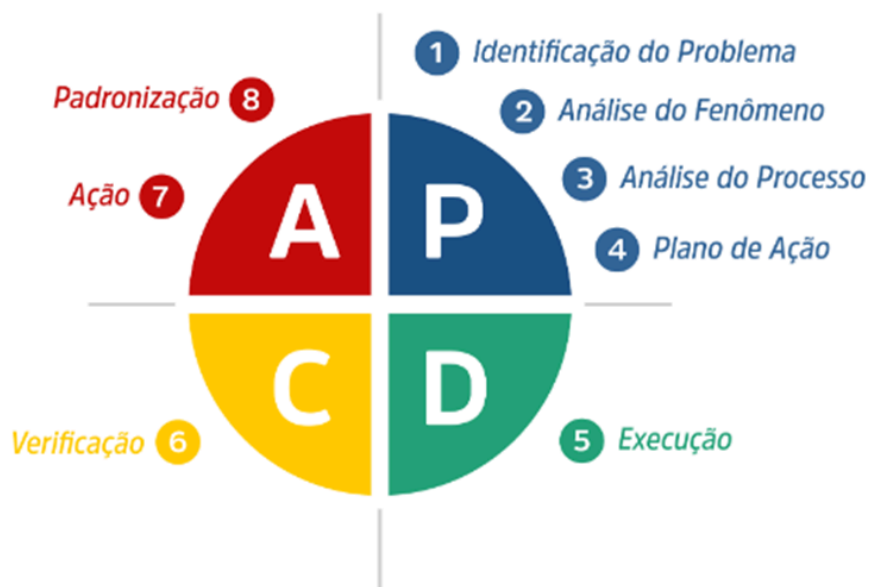 1 Identificação do Problema
2 Análise do Fenômeno
3 Análise do Processo
4 Plano de Ação
Padronização 8
Ação 7
A P
C D
Verificação 6
5 Execução